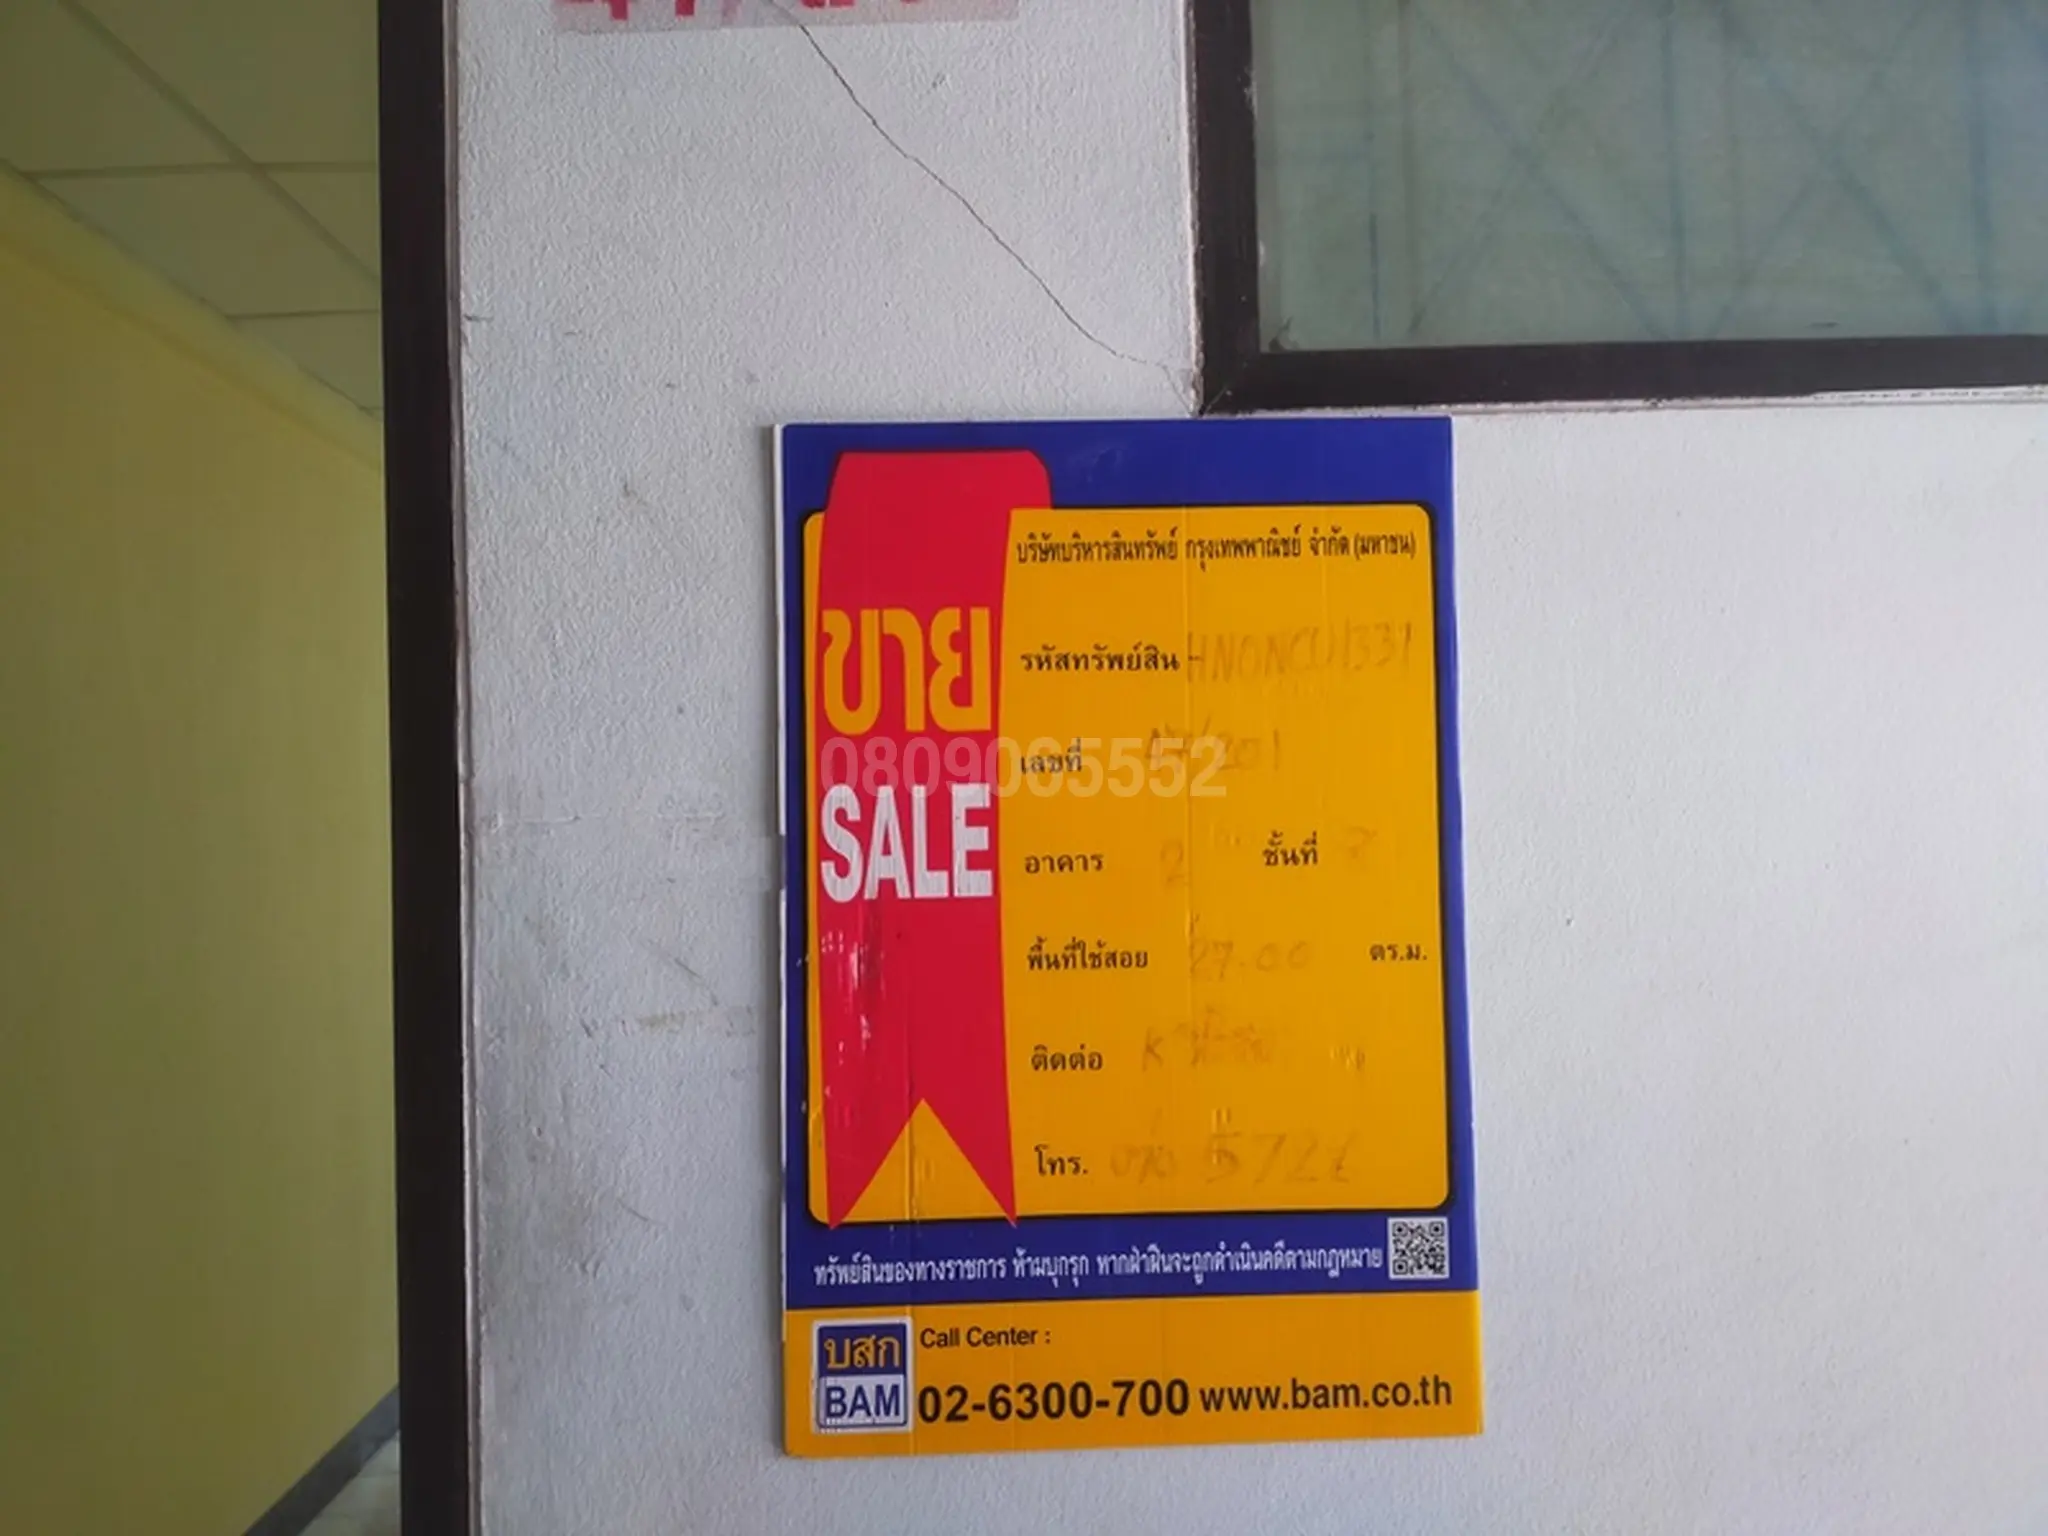 บริษัทบริหารสินทรัพย์ กรุงเทพพาณิชย์ จำกัด (มหาชน)
ขาย
SALE
รหัสทรัพย์สิน
เลขที่ 47/201
0809065552
อาคาร 2 ชั้นที่
พื้นที่ใช้สอย 27.00 ตร.ม.
ติดต่อ K
โทร.
ทรัพย์สินของทางราชการ ห้ามบุกรุก หากฝ่าฝืนจะถูกดำเนินคดีตามกฎหมาย
บสก
BAM
Call Center :
02-6300-700 www.bam.co.th